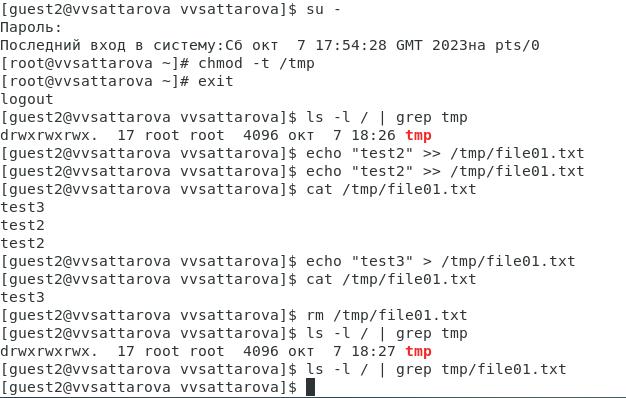 [guest2@vvsattarova vvsattarova]$ su -
Пароль:
Последний вход в систему:Сб окт  7 17:54:28 GMT 2023на pts/0
[root@vvsattarova ~]# chmod -t /tmp
[root@vvsattarova ~]# exit
logout
[guest2@vvsattarova vvsattarova]$ ls -l / | grep tmp
drwxrwxrwx.  17 root root  4096 окт  7 18:26 tmp
[guest2@vvsattarova vvsattarova]$ echo "test2" >> /tmp/file01.txt
[guest2@vvsattarova vvsattarova]$ echo "test2" >> /tmp/file01.txt
[guest2@vvsattarova vvsattarova]$ cat /tmp/file01.txt
test3
test2
test2
[guest2@vvsattarova vvsattarova]$ echo "test3" > /tmp/file01.txt
[guest2@vvsattarova vvsattarova]$ cat /tmp/file01.txt
test3
[guest2@vvsattarova vvsattarova]$ rm /tmp/file01.txt
[guest2@vvsattarova vvsattarova]$ ls -l / | grep tmp
drwxrwxrwx.  17 root root  4096 окт  7 18:27 tmp
[guest2@vvsattarova vvsattarova]$ ls -l / | grep tmp/file01.txt
[guest2@vvsattarova vvsattarova]$